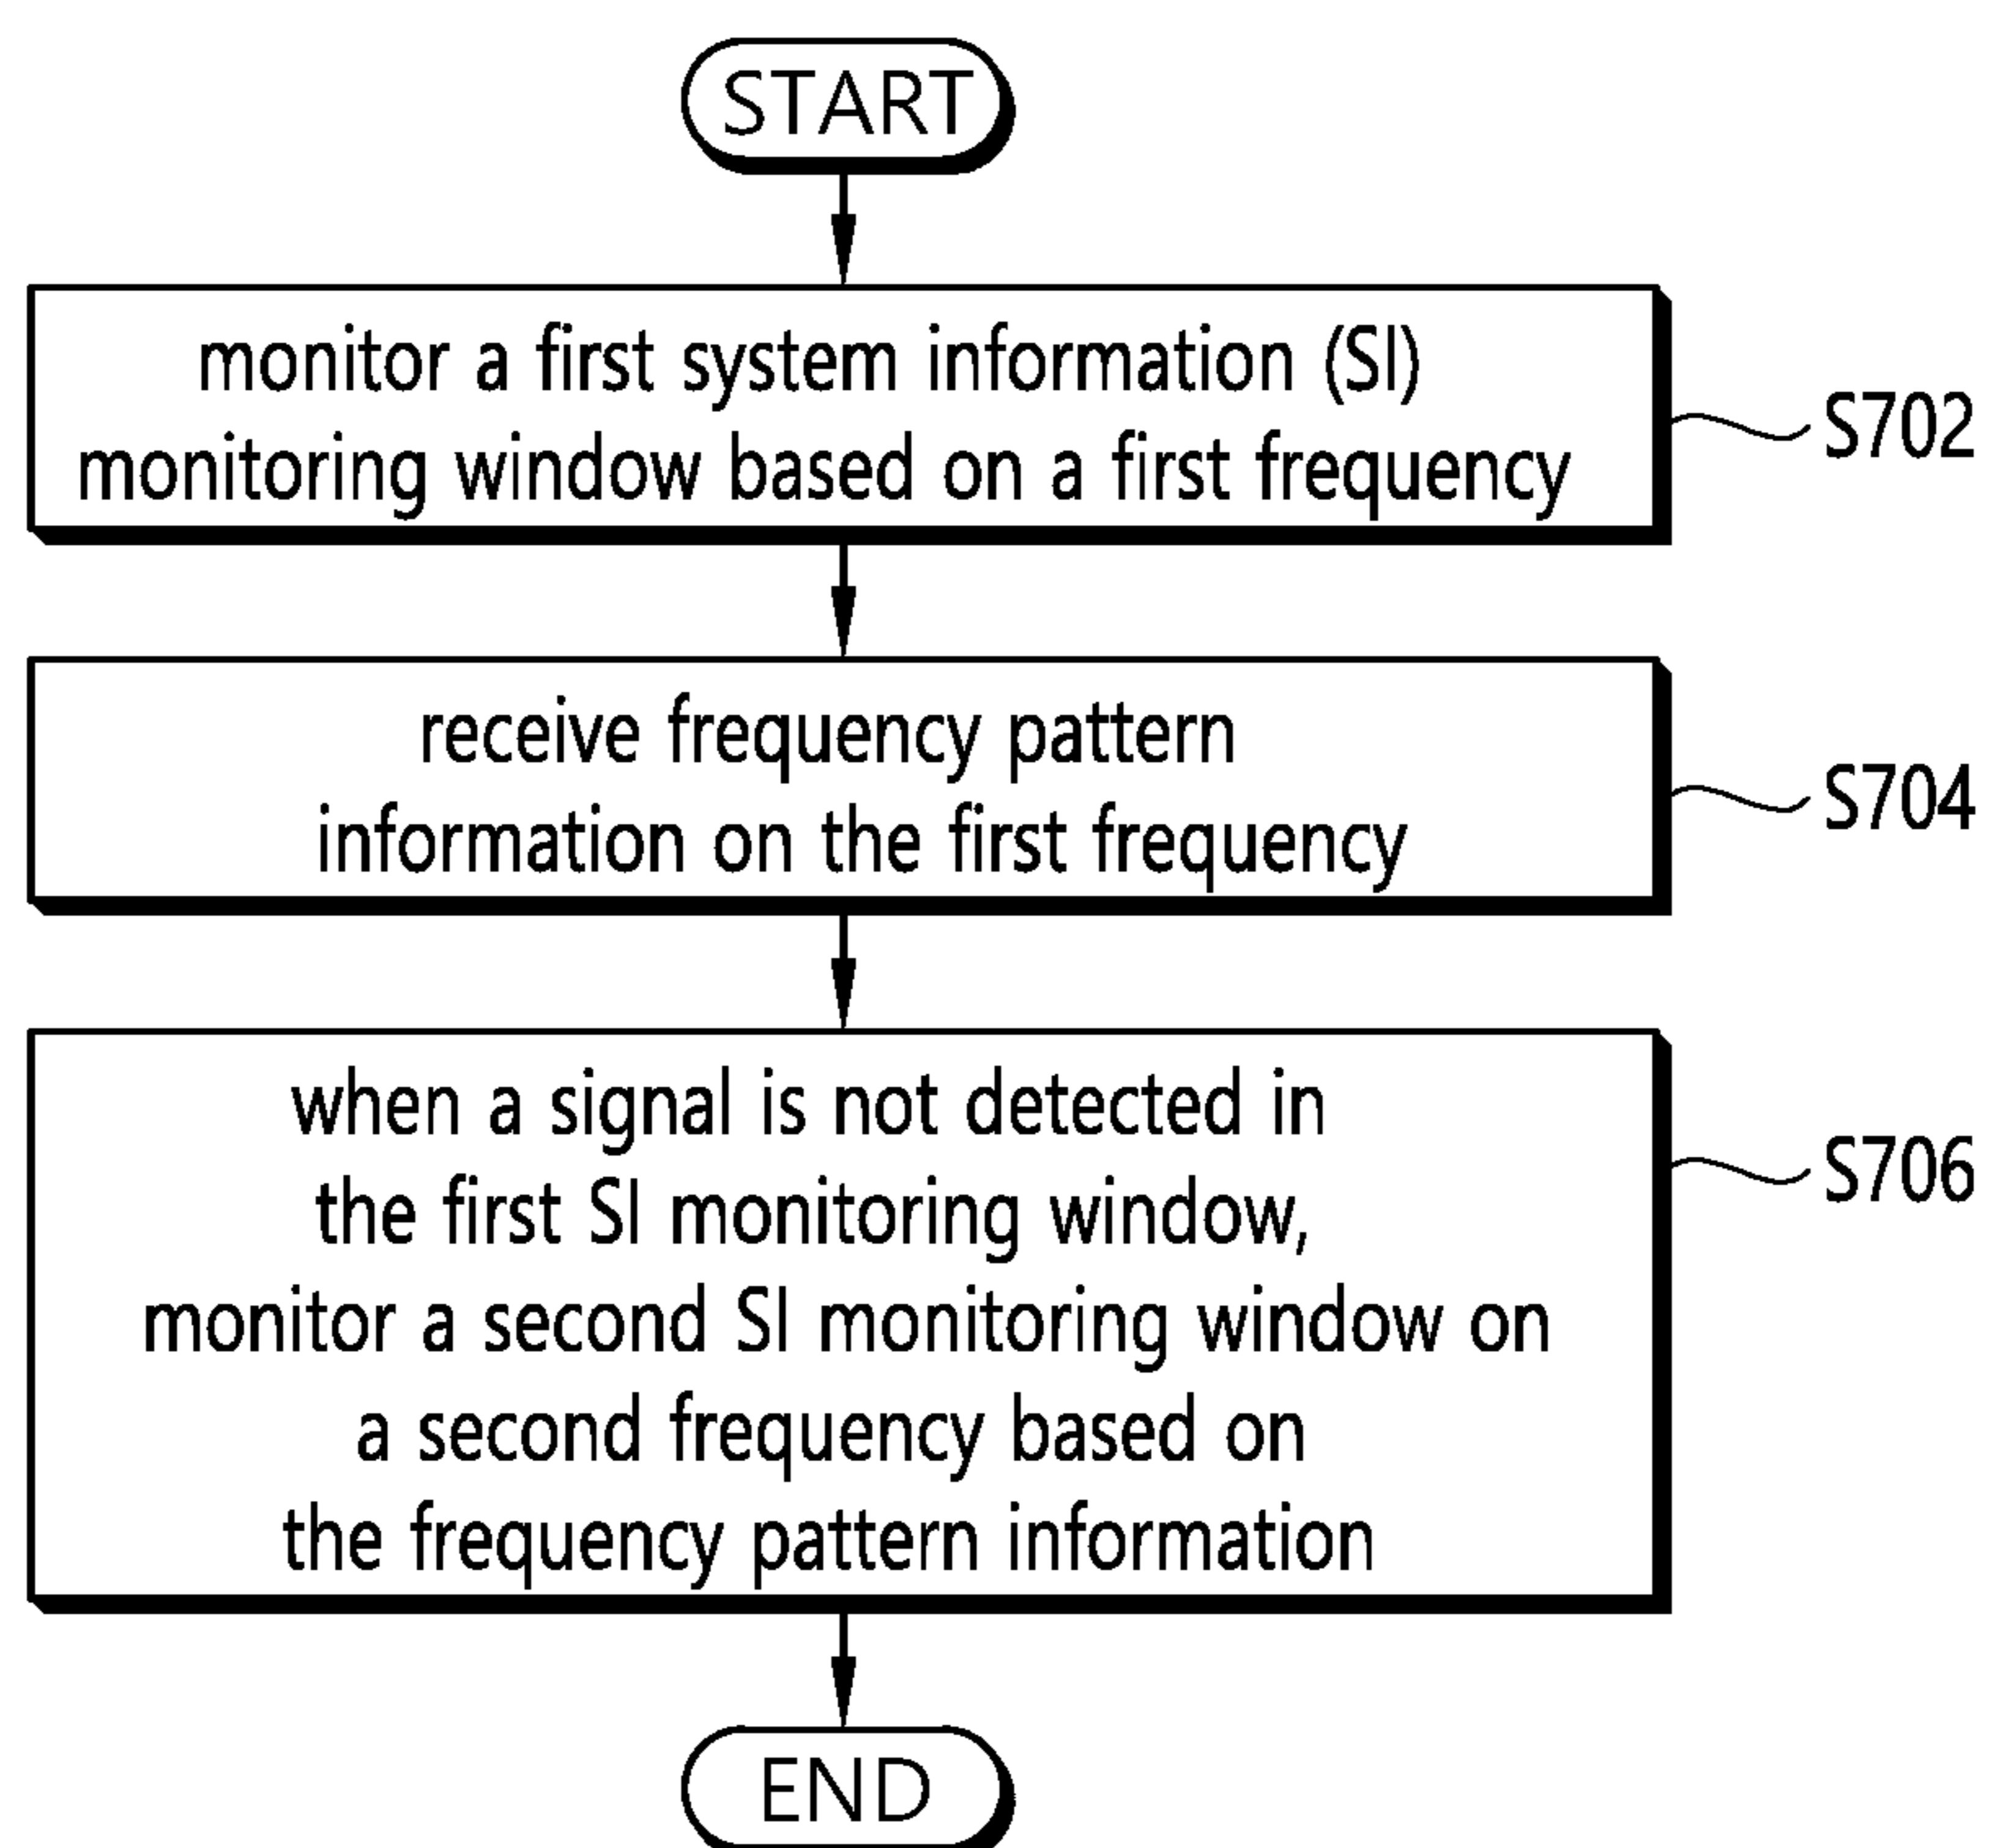 START
monitor a first system information (SI)
monitoring window based on a first frequency
S702
receive frequency pattern
information on the first frequency
S704
when a signal is not detected in
the first SI monitoring window,
monitor a second SI monitoring window on
a second frequency based on
the frequency pattern information
S706
END